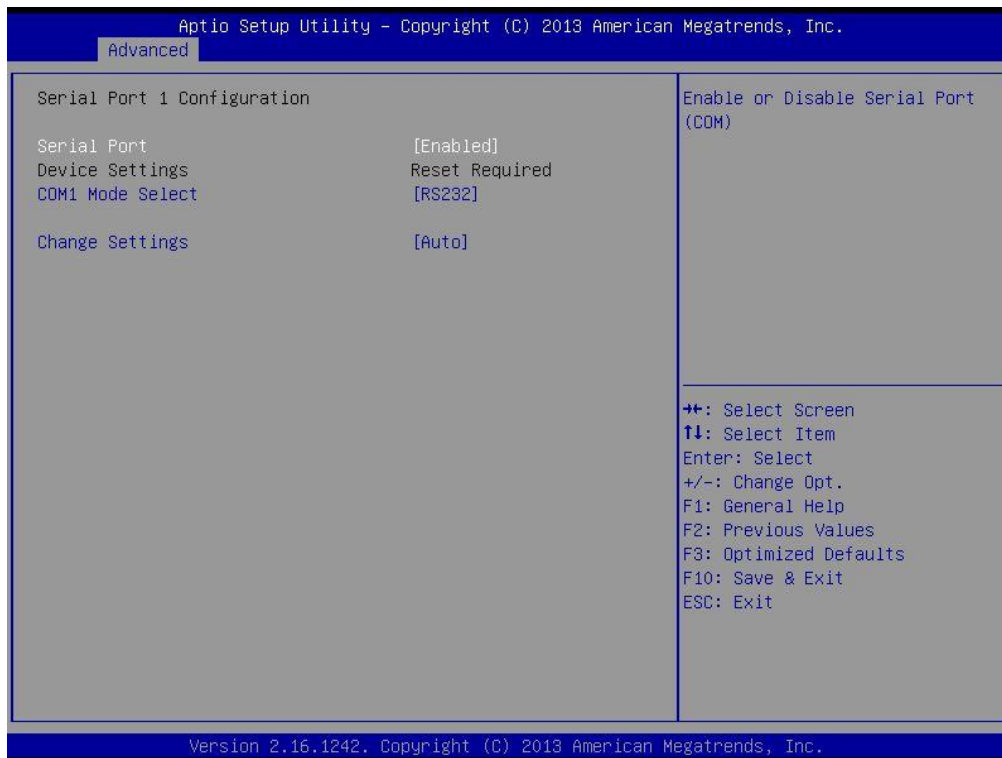 Aptio Setup Utility – Copyright (C) 2013 American Megatrends, Inc.
Advanced
Serial Port 1 Configuration
Serial Port [Enabled]
Device Settings Reset Required
COM1 Mode Select [RS232]
Change Settings [Auto]
Enable or Disable Serial Port
(COM)
→←: Select Screen
↑↓: Select Item
Enter: Select
+/-: Change Opt.
F1: General Help
F2: Previous Values
F3: Optimized Defaults
F10: Save & Exit
ESC: Exit
Version 2.16.1242. Copyright (C) 2013 American Megatrends, Inc.